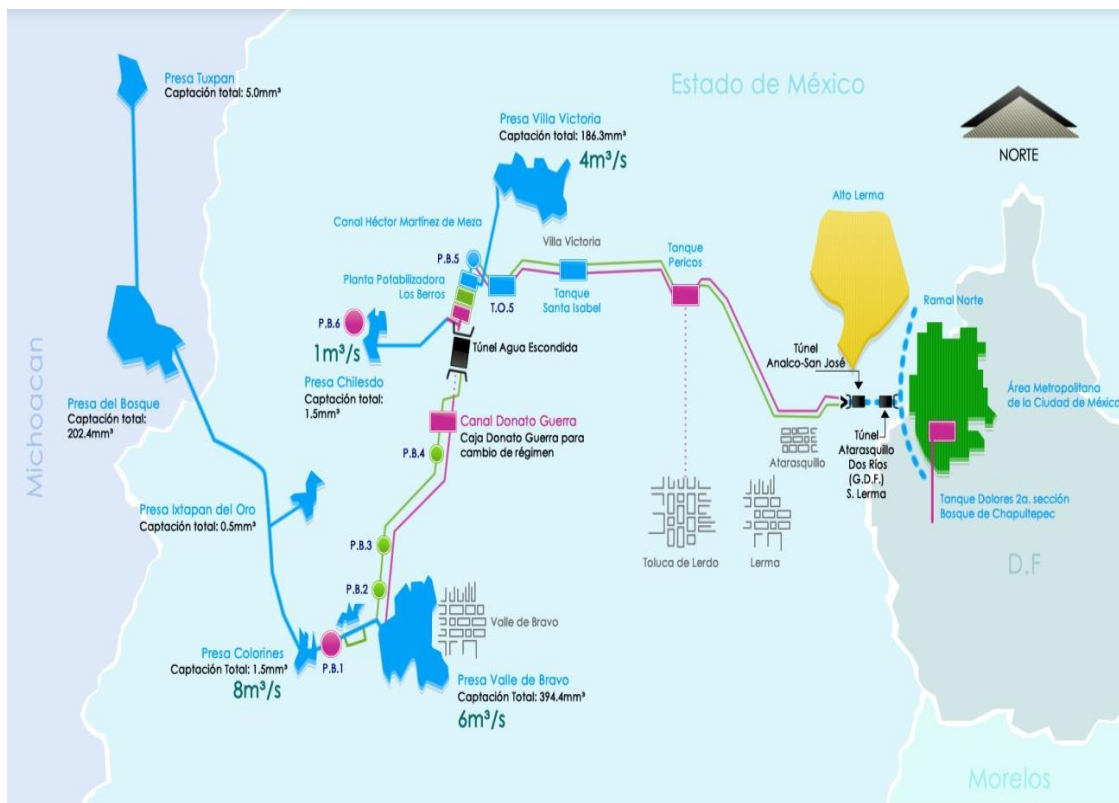 Presa Tuxpan
Captación total: 5.0mm³
Estado de México
Presa Villa Victoria
Captación total: 186.3mm³
4m³/s
NORTE
Alto Lerma
Canal Héctor Martínez de Meza
Villa Victoria
Tanque
Pericos
P.B.5
Planta Potabilizadora
Los Berros
T.O.5
Tanque
Santa Isabel
Ramal Norte
P.B.6
1m³/s
Túnel Agua Escondida
Túnel
Analco-San José
Presa Chilesdo
Captación total:
1.5mm³
Área Metropolitana
de la Ciudad de México
Presa del Bosque
Captación total:
202.4mm³
Michoacan
Canal Donato Guerra
Caja Donato Guerra para
cambio de régimen
P.B.4
Atarasquillo
Túnel
Atarasquillo
Dos Ríos
(G.D.F.)
S. Lerma
Tanque Dolores 2a. sección
Bosque de Chapultepec
Presa Ixtapan del Oro
Captación total: 0.5mm³
P.B.3
Toluca de Lerdo
Lerma
D.F
P.B.2
Valle de Bravo
Presa Colorines
Captación Total: 1.5mm³
8m³/s
P.B.1
Presa Valle de Bravo
Captación Total: 394.4mm³
6m³/s
Morelos